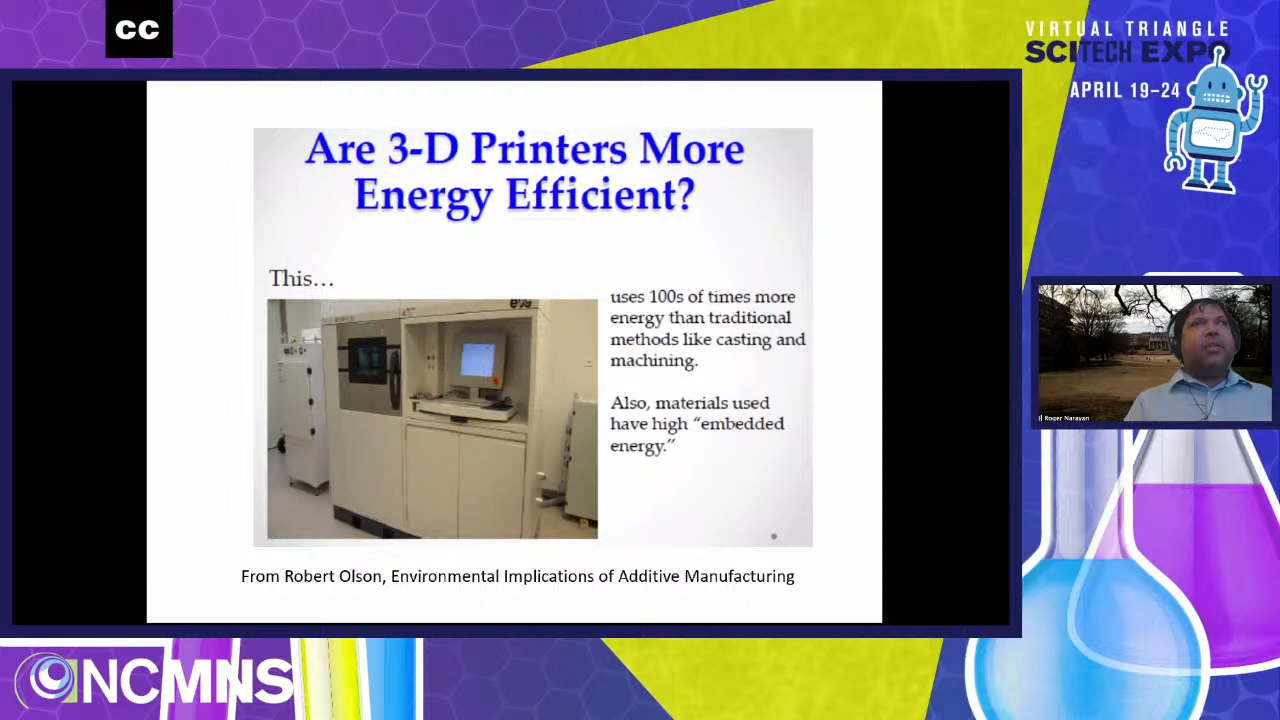 CC
VIRTUAL TRIANGLE
SCITECH EXPO
APRIL 19–24
Are 3-D Printers More
Energy Efficient?
This…
uses 100s of times more
energy than traditional
methods like casting and
machining.
Also, materials used
have high “embedded
energy.”
From Robert Olson, Environmental Implications of Additive Manufacturing
Roger Narayan
NCMNS